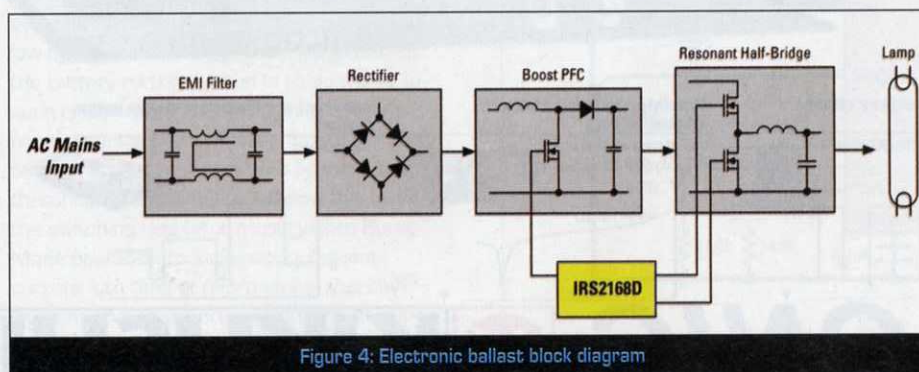 EMI Filter
Rectifier
Boost PFC
Resonant Half-Bridge
Lamp
AC Mains
Input
IRS2168D
Figure 4: Electronic ballast block diagram